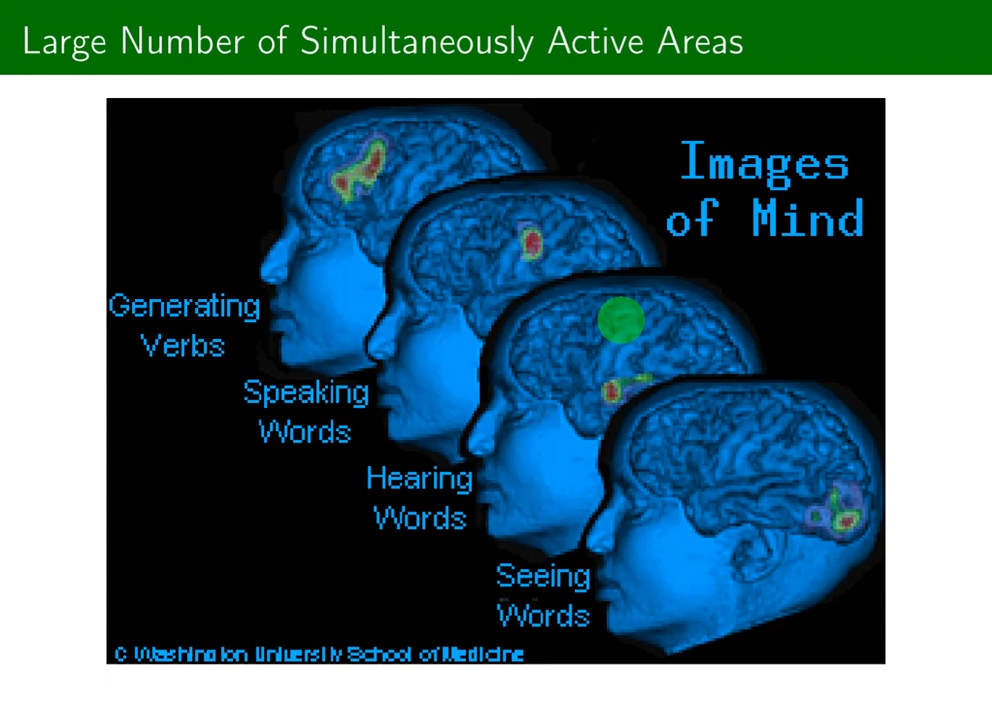 Large Number of Simultaneously Active Areas
Images
of Mind
Generating
Verbs
Speaking
Words
Hearing
Words
Seeing
Words
© Washington University School of Medicine